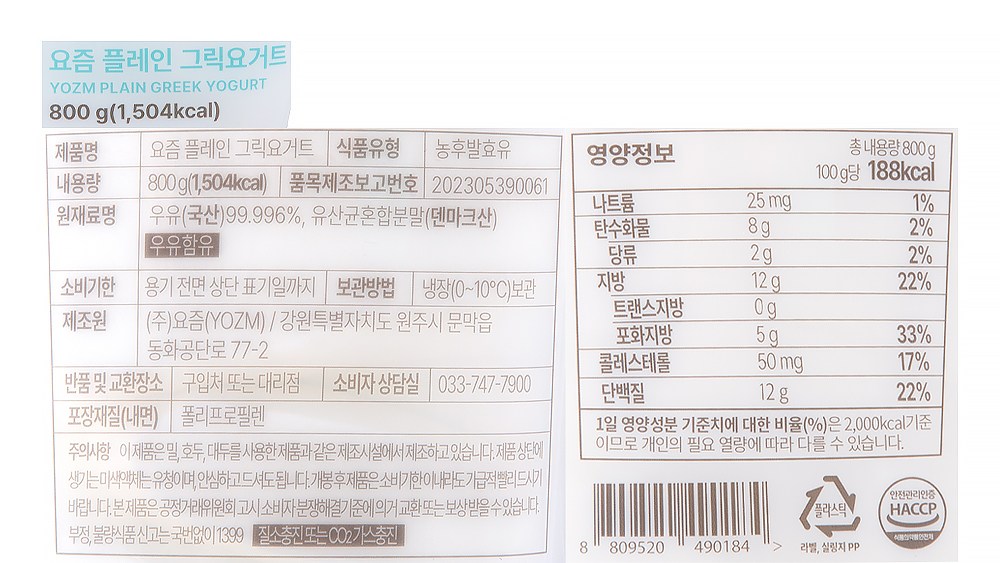 요즘 플레인 그릭요거트
YOZM PLAIN GREEK YOGURT
800 g(1,504kcal)
제품명 요즘 플레인 그릭요거트 식품유형 농후발효유
내용량 800g(1,504kcal) 품목제조보고번호 202305390061
원재료명 우유(국산)99.996%, 유산균혼합분말(덴마크산)
우유함유
소비기한 용기 전면 상단 표기일까지 보관방법 냉장(0~10°C)보관
제조원 (주)요즘(YOZM) / 강원특별자치도 원주시 문막읍
동화공단로 77-2
반품 및 교환장소 구입처 또는 대리점 소비자 상담실 033-747-7900
포장재질(내면) 폴리프로필렌
주의사항 이 제품은 밀, 호두, 대두를 사용한 제품과 같은 제조 시설에서 제조하고 있습니다. 제품 상단에
생기는 미색액체는 유청이며, 안심하고 드셔도 됩니다. 개봉 후 제품은 소비기한 이내라도 가급적 빨리 드시기
바랍니다. 본 제품은 공정거래위원회 고시 소비자분쟁해결기준에 의거 교환 또는 보상 받을 수 있습니다.
부정, 불량식품 신고는 국번없이 1399 질소충진 또는 CO2가스충진
영양정보 총 내용량 800 g
100 g당 188kcal
나트륨 25 mg 1%
탄수화물 8 g 2%
당류 2 g 2%
지방 12 g 22%
트랜스지방 0 g
포화지방 5 g 33%
콜레스테롤 50 mg 17%
단백질 12 g 22%
1일 영양성분 기준치에 대한 비율(%)은 2,000kcal기준
이므로 개인의 필요 열량에 따라 다를 수 있습니다.
8 809520 490184 >
플라스틱
라벨, 실링지 PP
안전관리인증
HACCP
식품의약품안전처